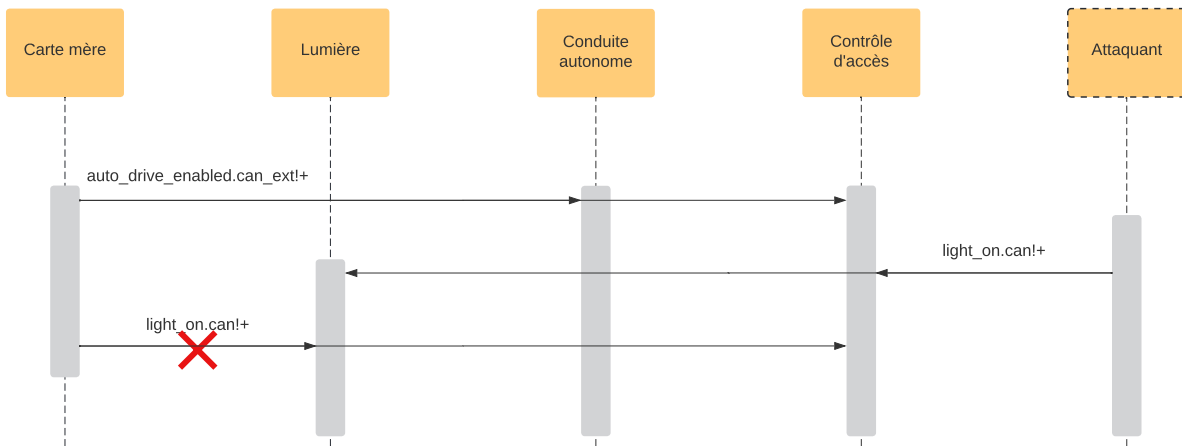 Carte mère
Lumière
Conduite
autonome
Contrôle
d'accès
Attaquant
auto_drive_enabled.can_ext!+
light_on.can!+
light_on.can!+